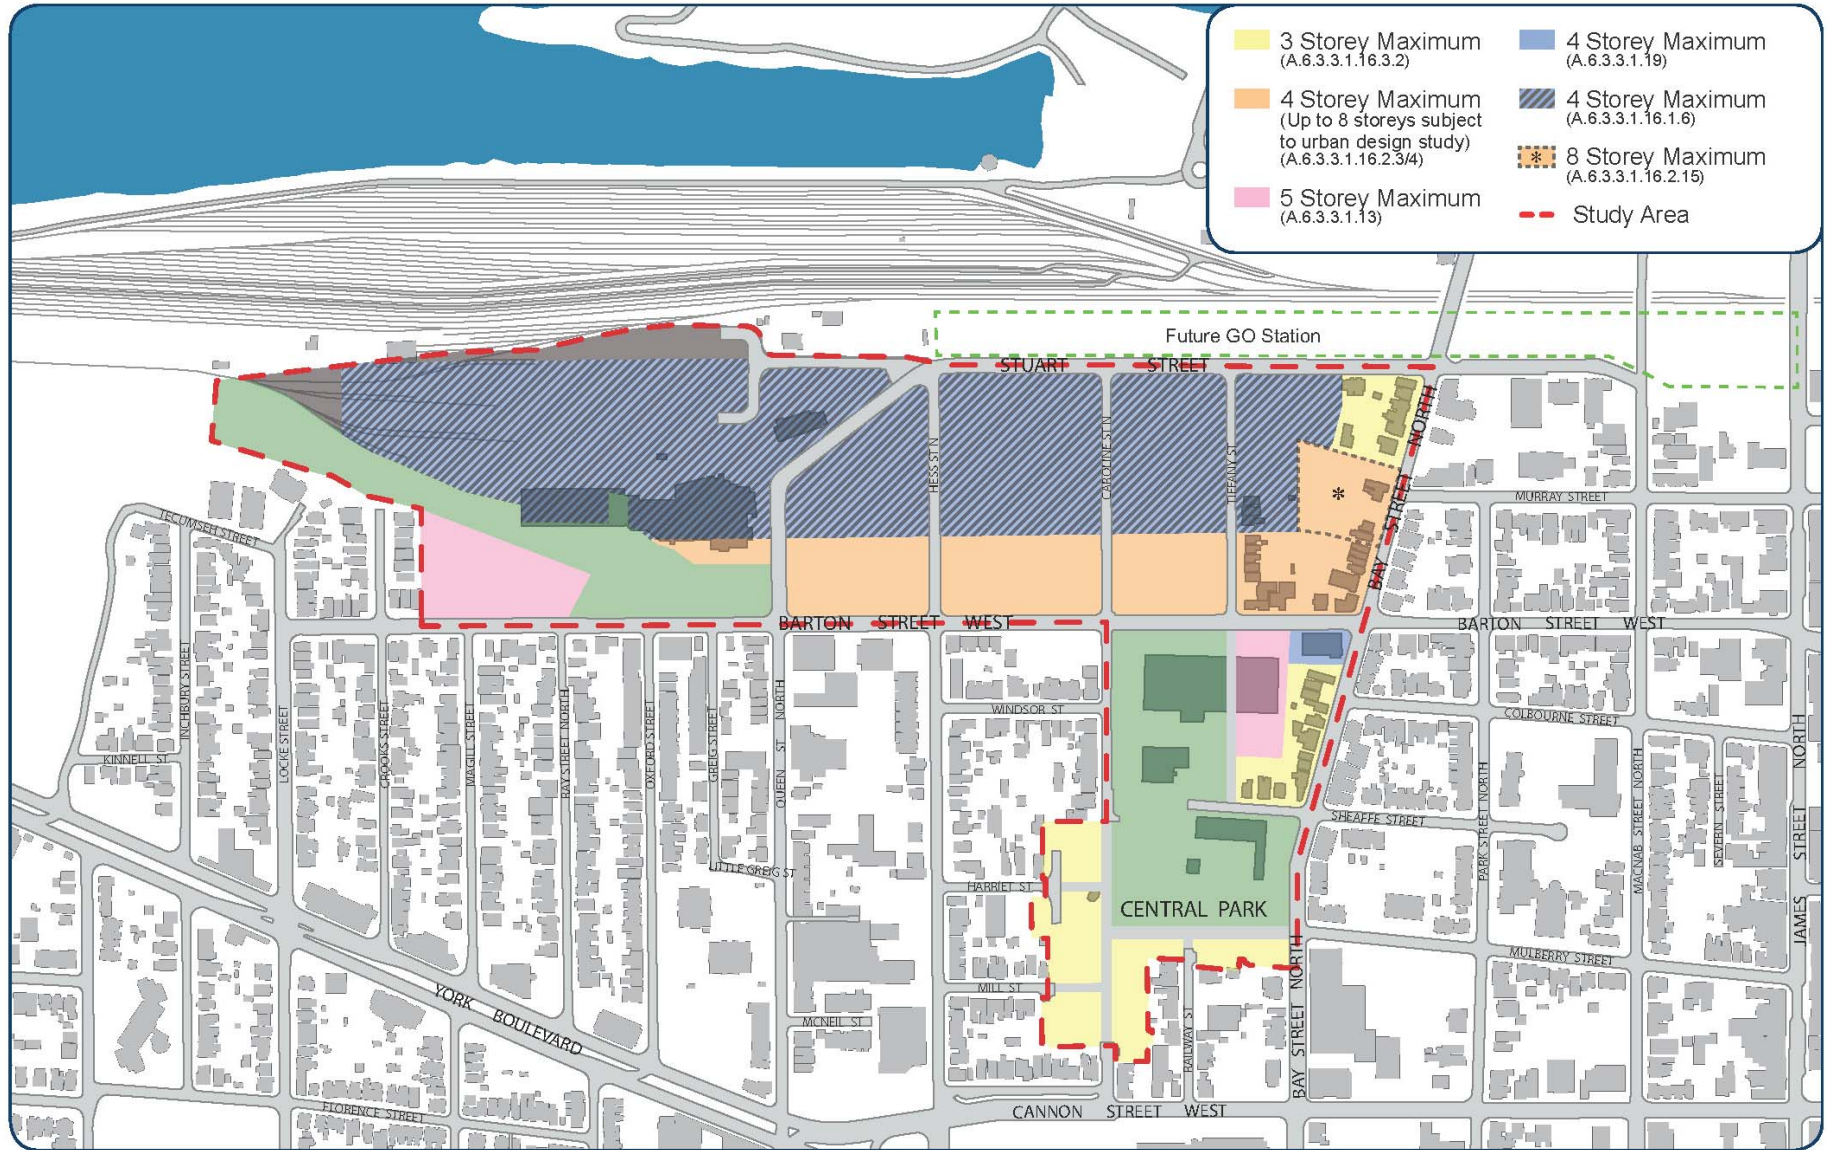 3 Storey Maximum
(A.6.3.3.1.16.3.2)
4 Storey Maximum
(Up to 8 storeys subject
to urban design study)
(A.6.3.3.1.16.2.3/4)
5 Storey Maximum
(A.6.3.3.1.13)
4 Storey Maximum
(A.6.3.3.1.19)
4 Storey Maximum
(A.6.3.3.1.16.1.6)
* 8 Storey Maximum
(A.6.3.3.1.16.2.15)
Study Area
Future GO Station
STUART STREET
HESS ST N
CAROLINE ST N
TIFFANY ST
*
BAY STREET NORTH
MURRAY STREET
TECUMSEH STREET
BARTON STREET WEST
BARTON STREET WEST
INCHBURY STREET
LOCKE STREET
CROOKS STREET
MAGILL STREET
RAY STREET NORTH
OXFORD STREET
GREIG STREET
QUEEN ST NORTH
WINDSOR ST
COLBOURNE STREET
KINNELL ST
SHEAFFE STREET
PARK STREET NORTH
MACNAB STREET NORTH
SEVERN STREET
JAMES STREET NORTH
LITTLE GREIG ST
HARRIET ST
CENTRAL PARK
MULBERRY STREET
MILL ST
YORK BOULEVARD
MCNEIL ST
RAILWAY ST
BAY STREET NORTH
FLORENCE STREET
CANNON STREET WEST